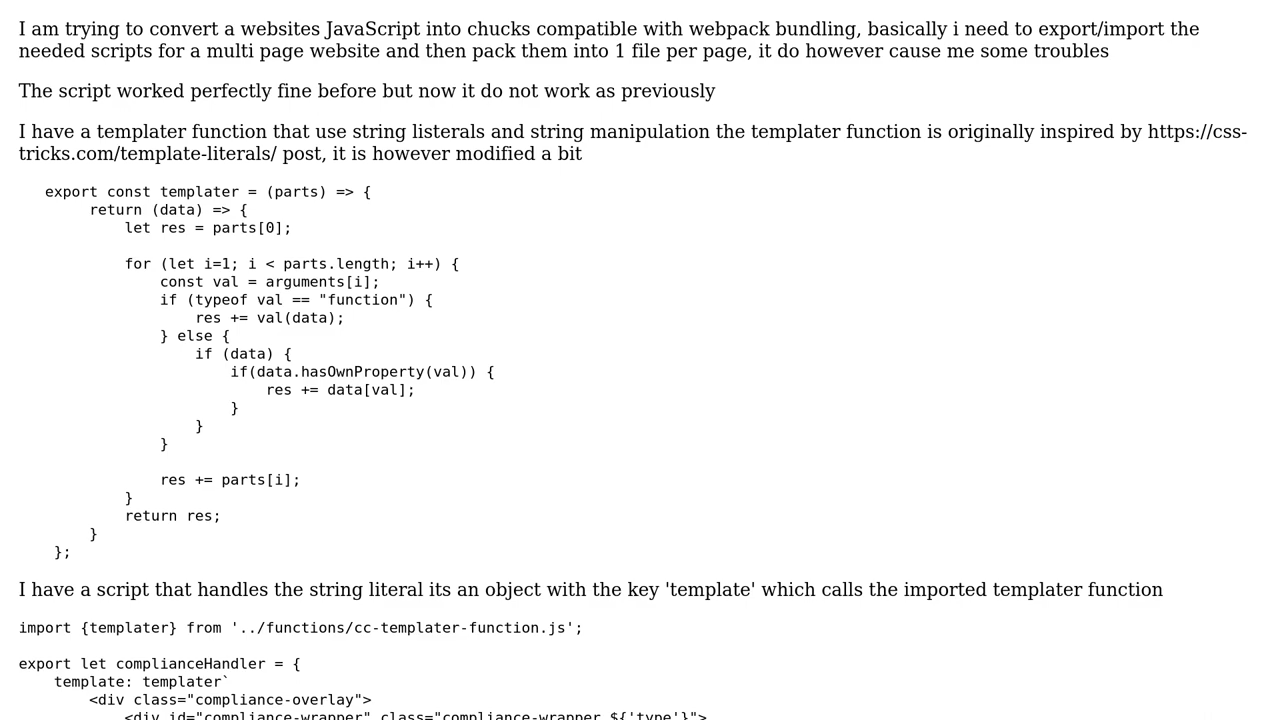 I am trying to convert a websites JavaScript into chucks compatible with webpack bundling, basically i need to export/import the
needed scripts for a multi page website and then pack them into 1 file per page, it do however cause me some troubles
The script worked perfectly fine before but now it do not work as previously
I have a templater function that use string listerals and string manipulation the templater function is originally inspired by https://css-
tricks.com/template-literals/ post, it is however modified a bit
export const templater = (parts) => {
return (data) => {
let res = parts[0];
for (let i=1; i < parts.length; i++) {
const val = arguments[i];
if (typeof val == "function") {
res += val(data);
} else {
if (data) {
if(data.hasOwnProperty(val)) {
res += data[val];
}
}
}
res += parts[i];
}
return res;
}
};
I have a script that handles the string literal its an object with the key 'template' which calls the imported templater function
import {templater} from '../functions/cc-templater-function.js';
export let complianceHandler = {
template: templater`
<div class="compliance-overlay">
<div id="compliance-wrapper" class="compliance-wrapper ${'type'}">